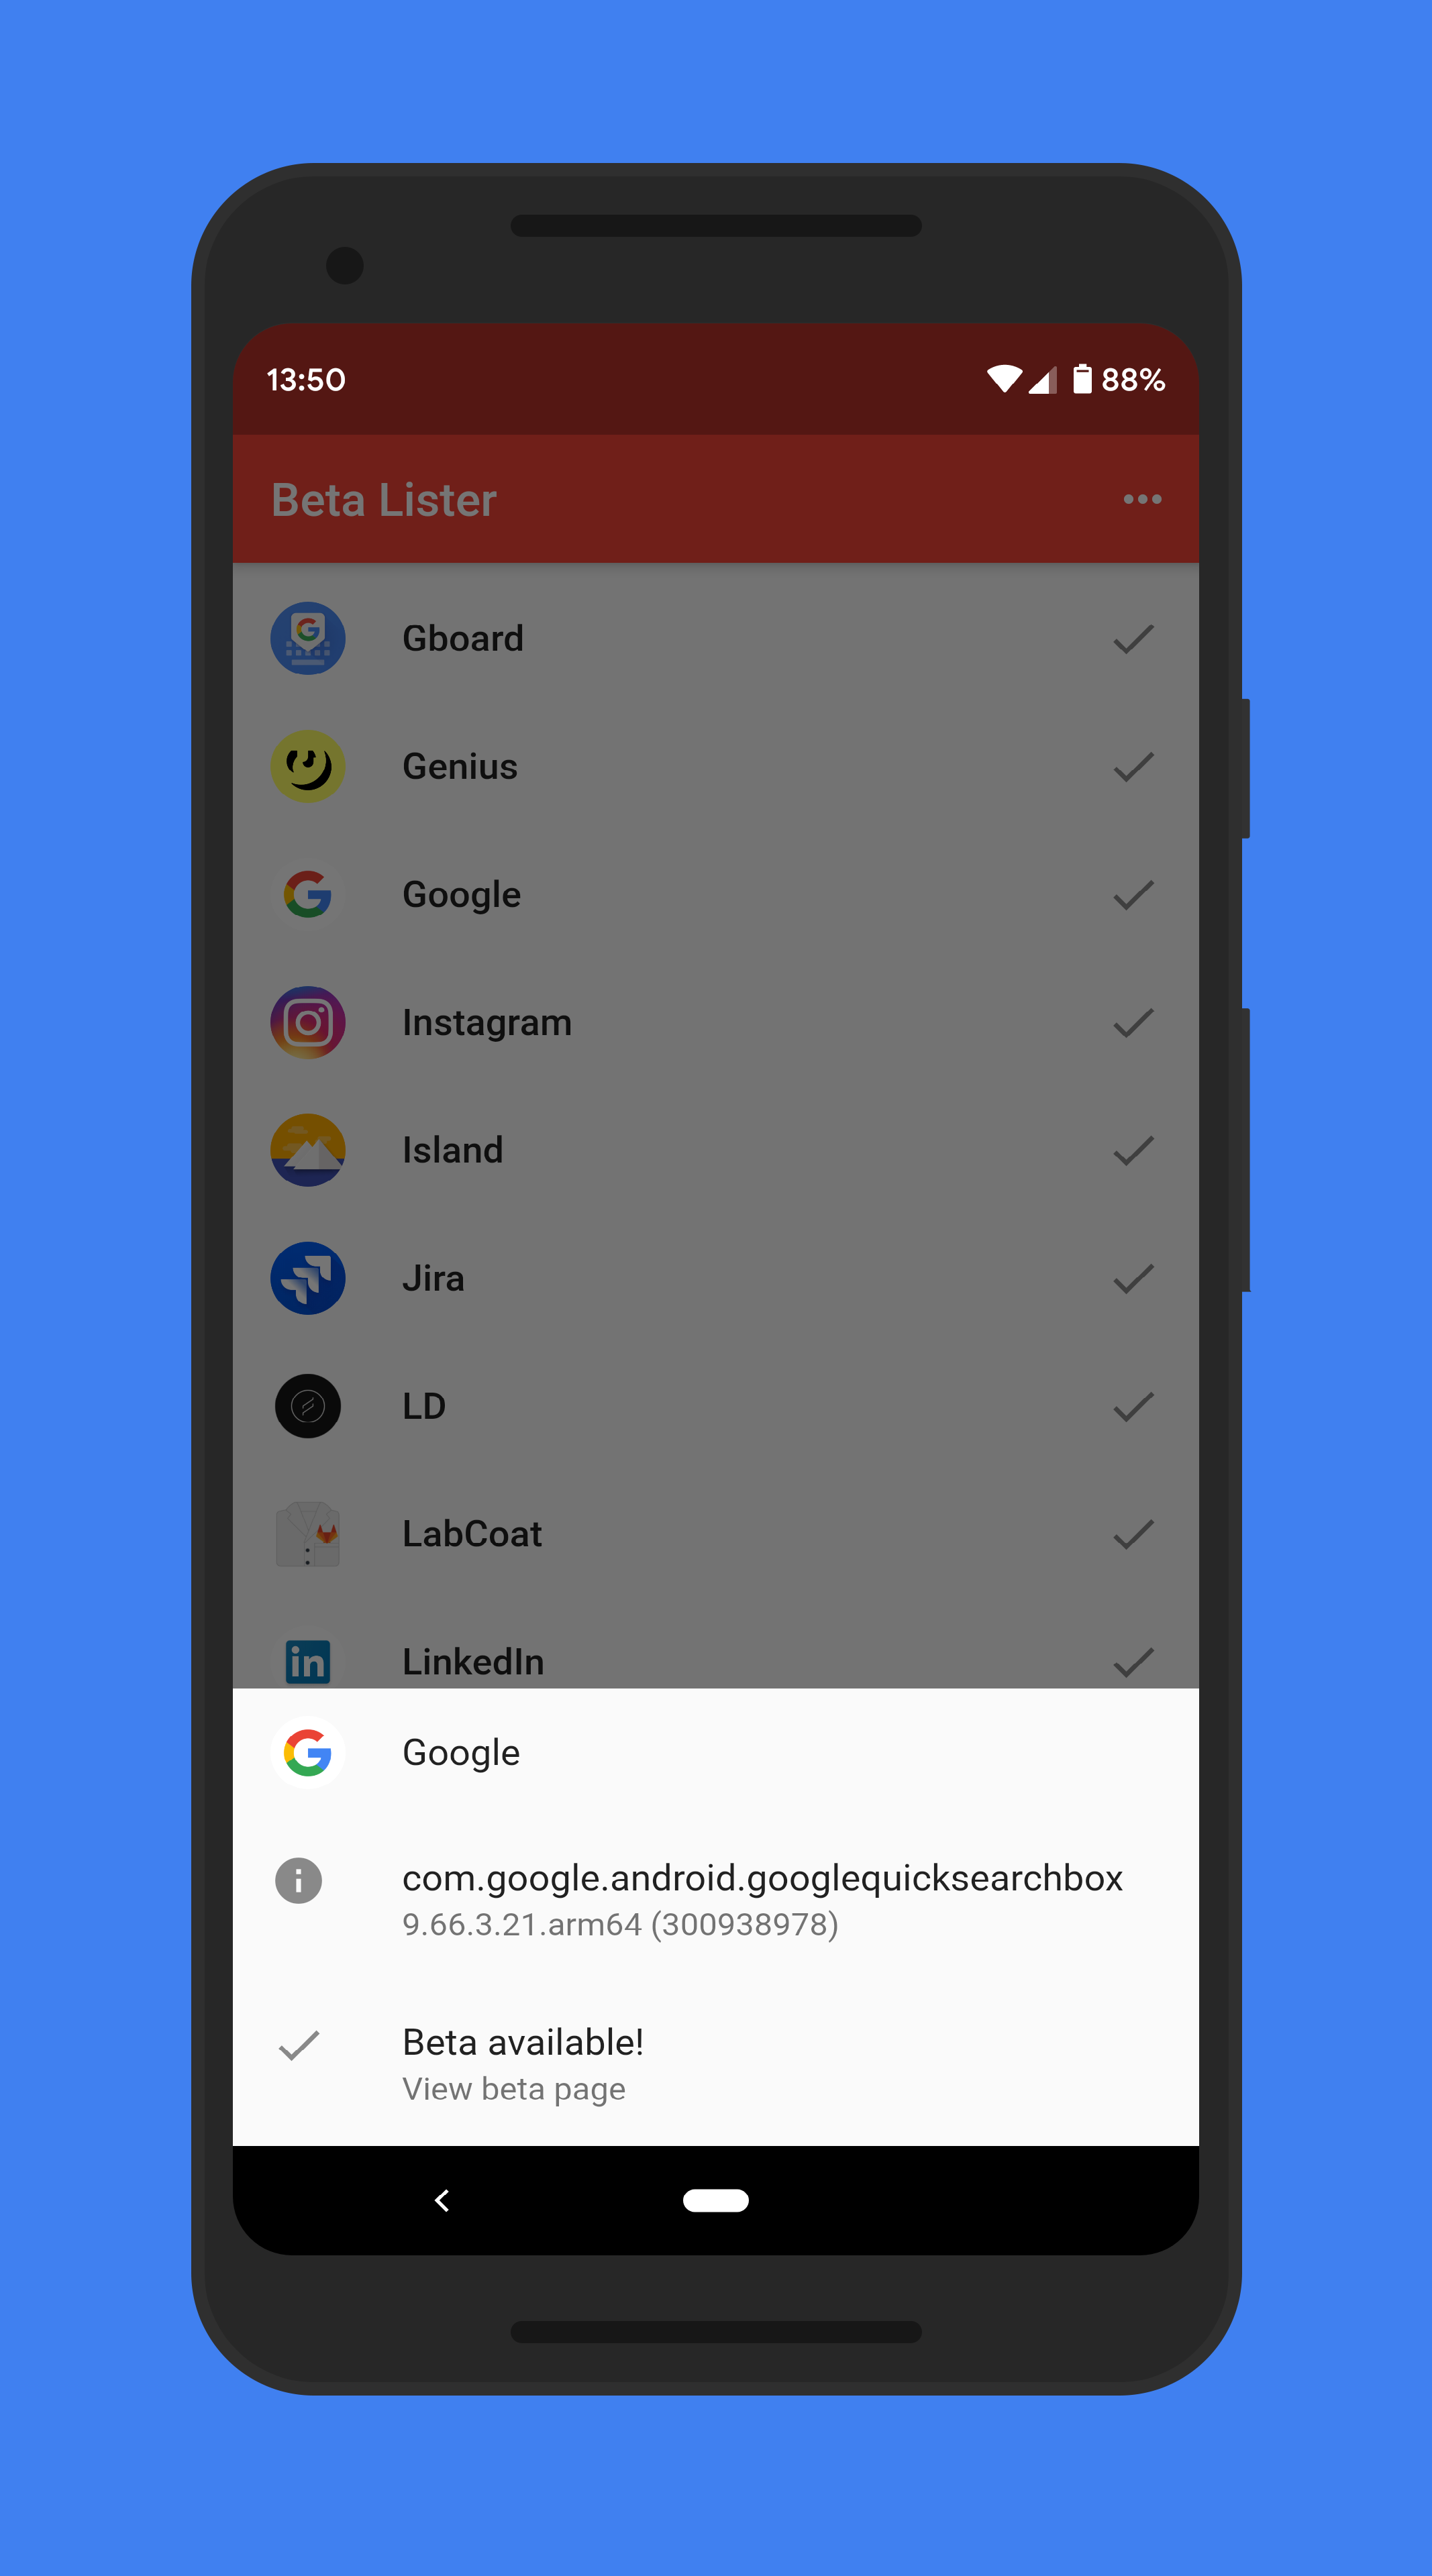 13:50 88%
Beta Lister
Gboard
Genius
Google
Instagram
Island
Jira
LD
LabCoat
in LinkedIn
Google
com.google.android.googlequicksearchbox
9.66.3.21.arm64 (300938978)
Beta available!
View beta page